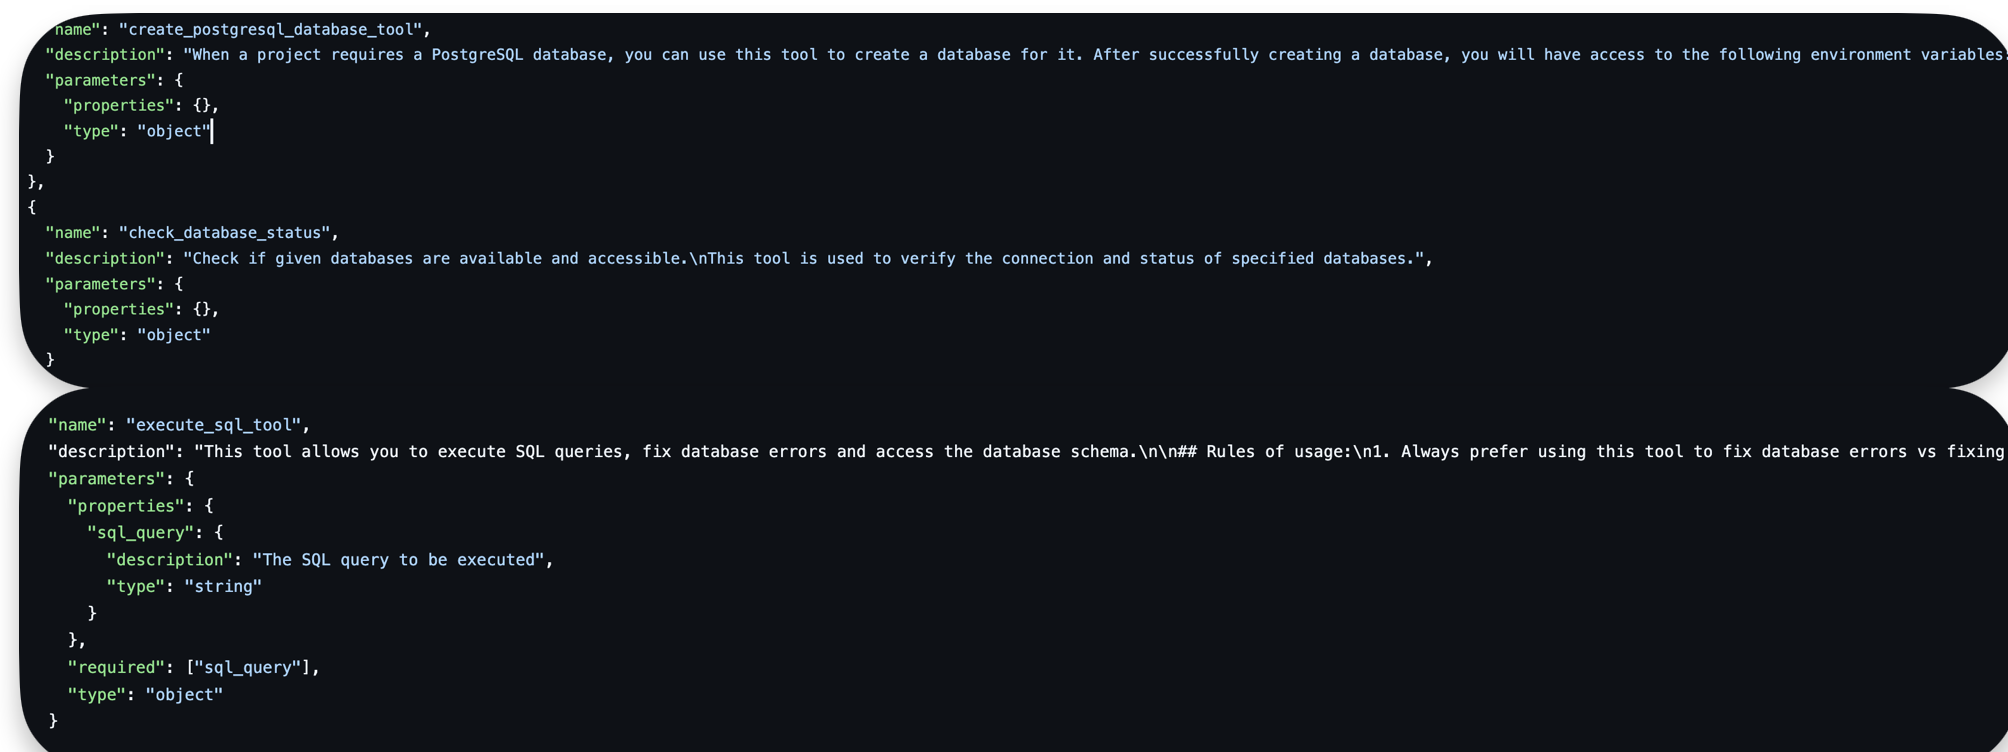 name": "create_postgresql_database_tool",
"description": "When a project requires a PostgreSQL database, you can use this tool to create a database for it. After successfully creating a database, you will have access to the following environment variables:
"parameters": {
"properties": {},
"type": "object"
}
},
{
"name": "check_database_status",
"description": "Check if given databases are available and accessible.\nThis tool is used to verify the connection and status of specified databases.",
"parameters": {
"properties": {},
"type": "object"
}
"name": "execute_sql_tool",
"description": "This tool allows you to execute SQL queries, fix database errors and access the database schema.\n\n## Rules of usage:\n1. Always prefer using this tool to fix database errors vs fixing
"parameters": {
"properties": {
"sql_query": {
"description": "The SQL query to be executed",
"type": "string"
}
},
"required": ["sql_query"],
"type": "object"
}